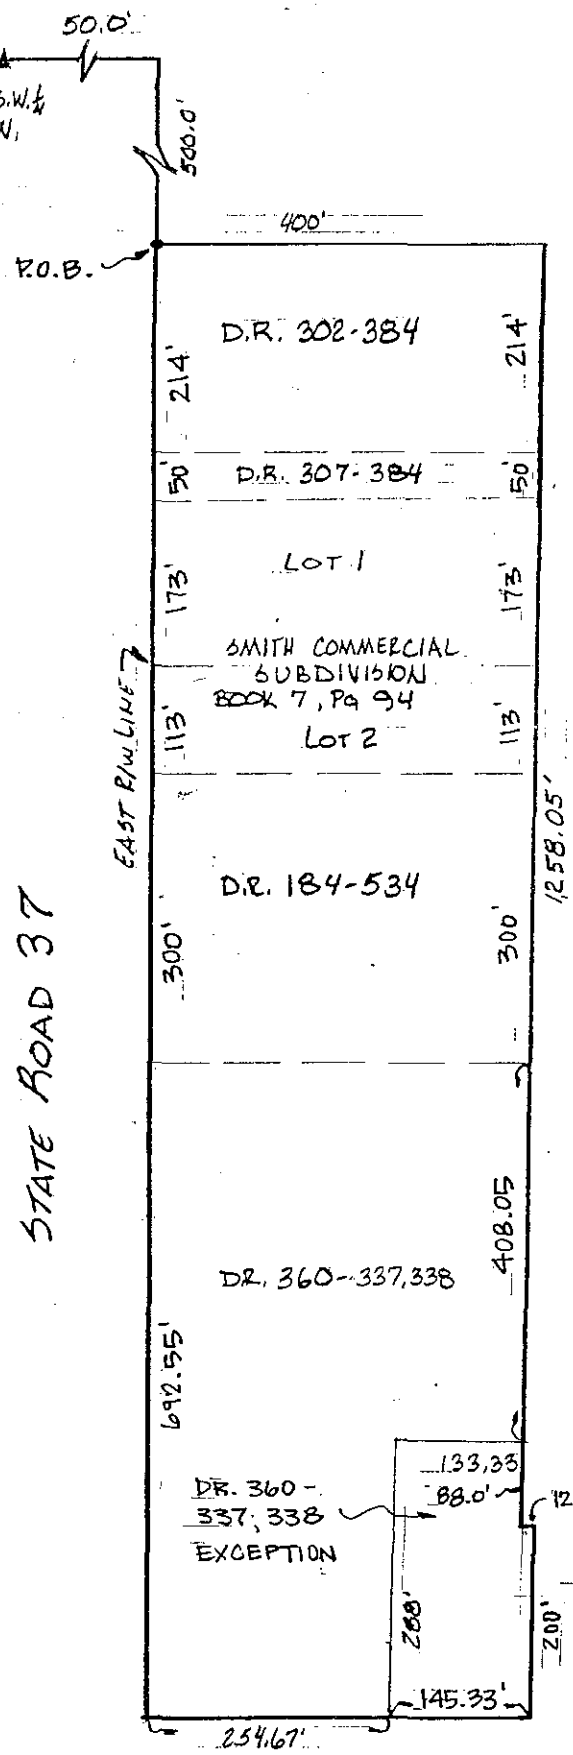 50.0'
S.W.¼
500.0'
400'
P.O.B.
D.R. 302-384
214'
214'
50'
D.R. 307-384
50'
LOT 1
173'
173'
SMITH COMMERCIAL
SUBDIVISION
BOOK 7, PG 94
LOT 2
113'
113'
EAST R/W LINE
1258.05'
D.R. 184-534
300'
300'
STATE ROAD 37
408.05
D.R. 360-337,338
692.55'
133.33
88.0'
12
D.R. 360-
337, 338
EXCEPTION
288'
200'
145.33'
254.67'